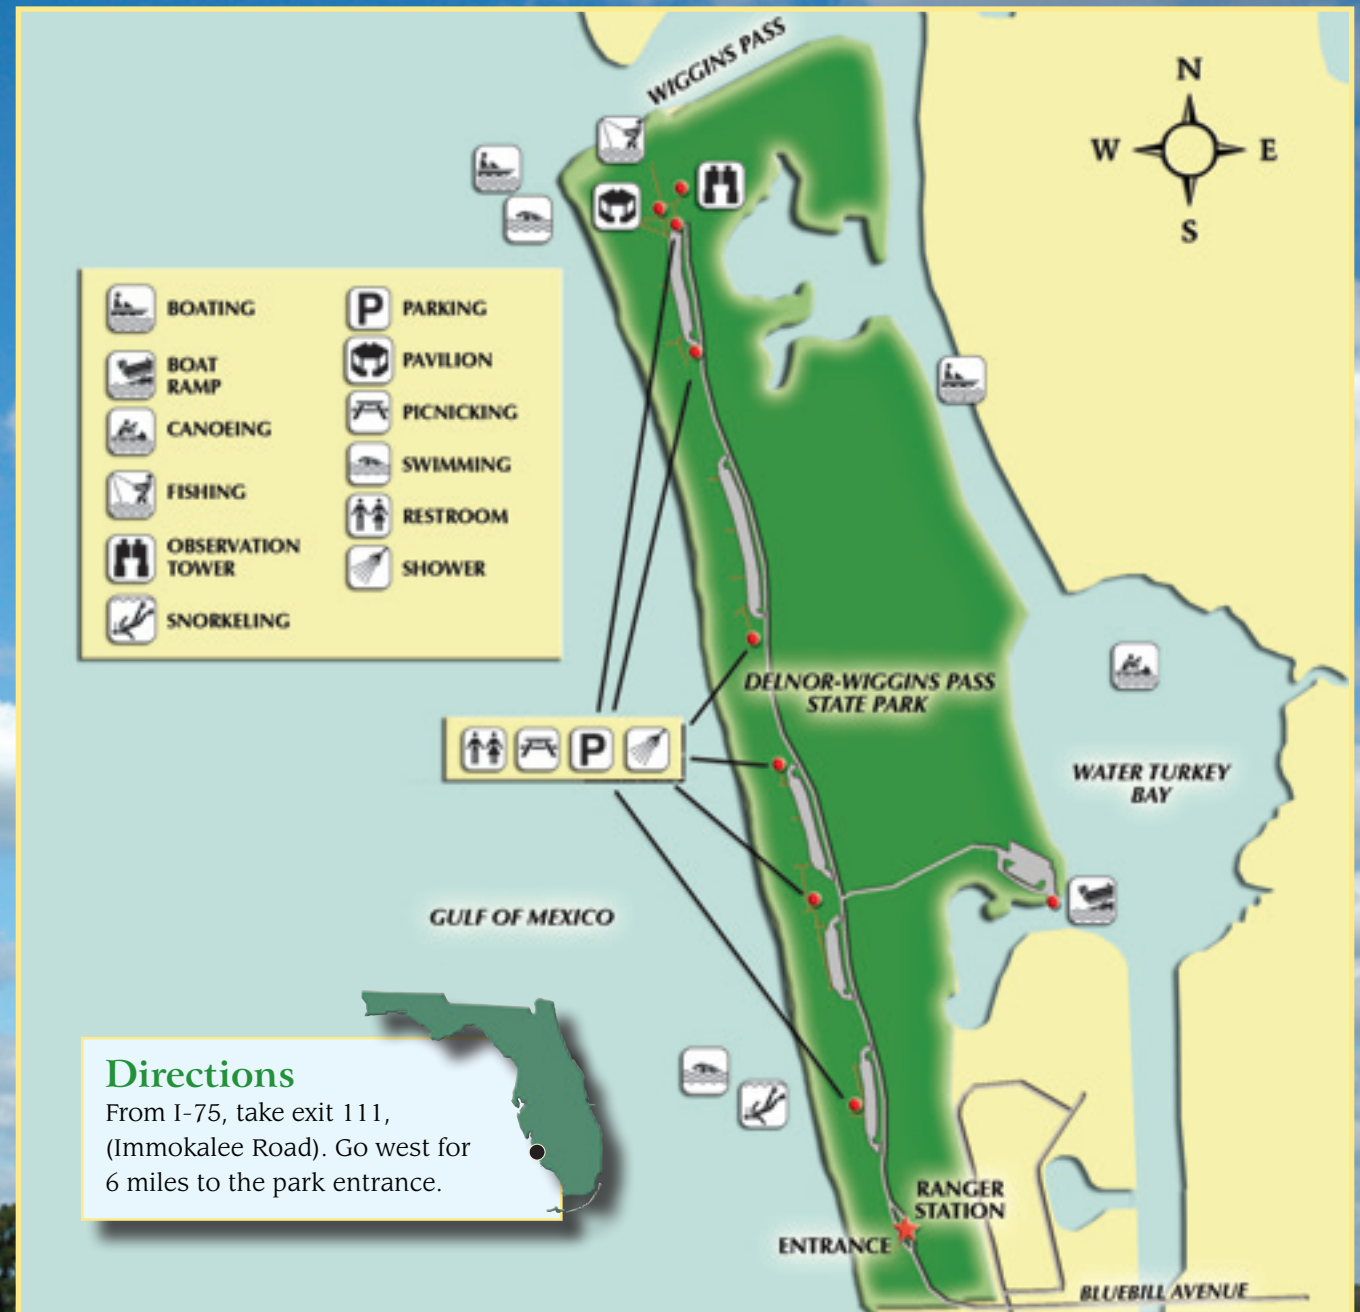 WIGGINS PASS
N
W E
S
BOATING
BOAT
RAMP
CANOEING
FISHING
OBSERVATION
TOWER
SNORKELING
P PARKING
PAVILION
PICNICKING
SWIMMING
RESTROOM
SHOWER
DELNOR-WIGGINS PASS
STATE PARK
P
WATER TURKEY
BAY
GULF OF MEXICO
Directions
From I-75, take exit 111,
(Immokalee Road). Go west for
6 miles to the park entrance.
RANGER
STATION
ENTRANCE
BLUEBILL AVENUE